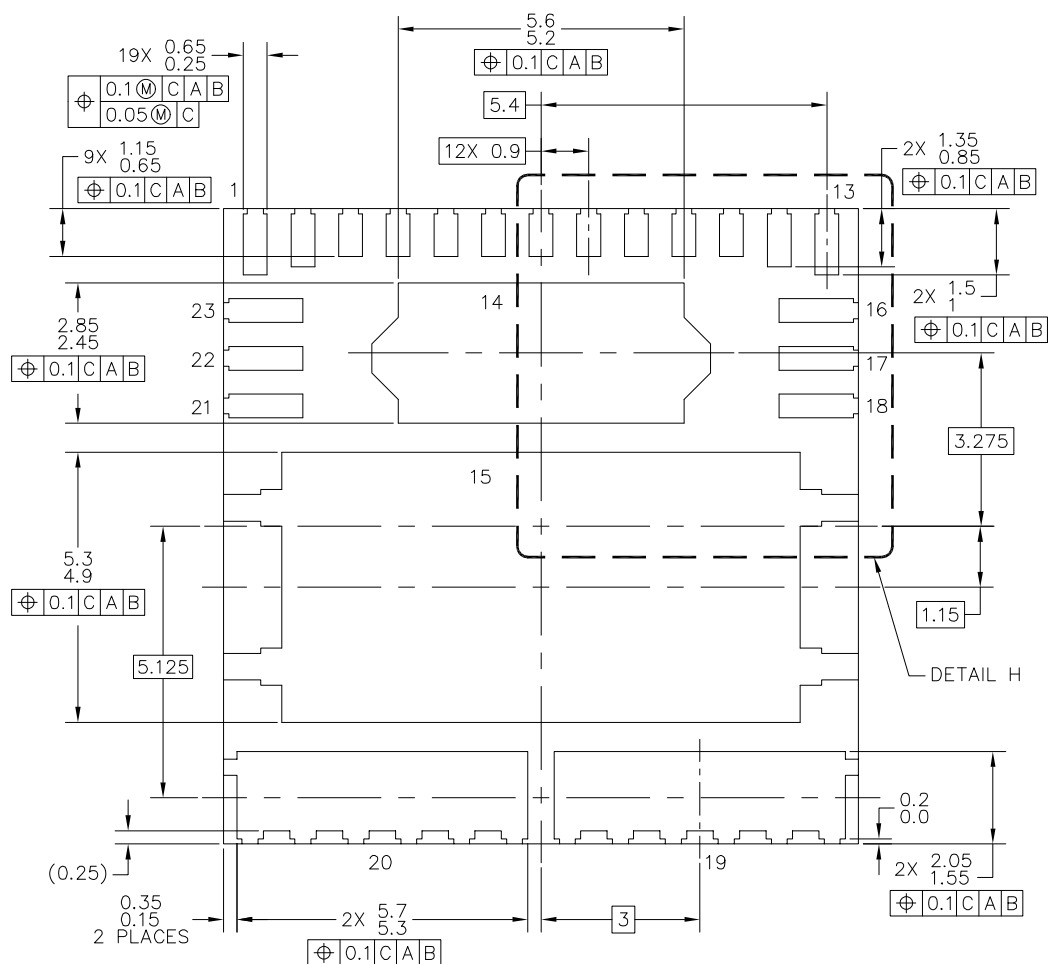 5.6
5.2
⌖ 0.1 C A B
19X 0.65
0.25
⌖ 0.1 Ⓜ C A B
0.05 Ⓜ C
5.4
12X 0.9
9X 1.15
0.65
⌖ 0.1 C A B
2X 1.35
0.85
⌖ 0.1 C A B
1
13
2X 1.5
1
⌖ 0.1 C A B
23
14
16
2.85
2.45
⌖ 0.1 C A B
22
17
21
18
3.275
15
5.3
4.9
⌖ 0.1 C A B
1.15
5.125
DETAIL H
0.2
0.0
(0.25)
20
19
2X 2.05
1.55
⌖ 0.1 C A B
0.35
0.15
2 PLACES
2X 5.7
5.3
⌖ 0.1 C A B
3